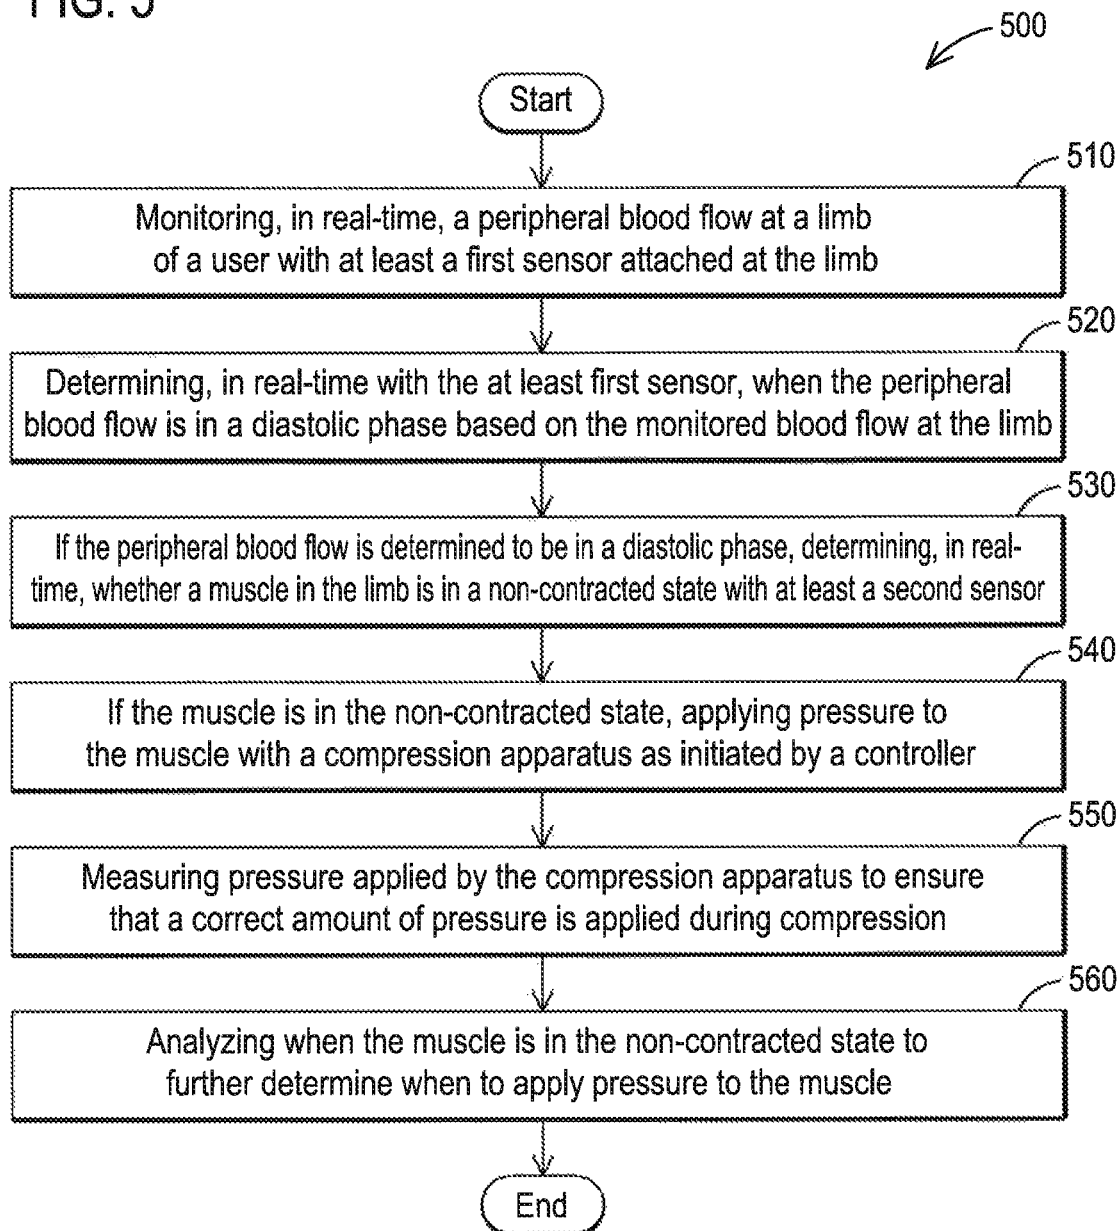 FIG. 5
500
Start
510
Monitoring, in real-time, a peripheral blood flow at a limb
of a user with at least a first sensor attached at the limb
520
Determining, in real-time with the at least first sensor, when the peripheral
blood flow is in a diastolic phase based on the monitored blood flow at the limb
530
If the peripheral blood flow is determined to be in a diastolic phase, determining, in real-
time, whether a muscle in the limb is in a non-contracted state with at least a second sensor
540
If the muscle is in the non-contracted state, applying pressure to
the muscle with a compression apparatus as initiated by a controller
550
Measuring pressure applied by the compression apparatus to ensure
that a correct amount of pressure is applied during compression
560
Analyzing when the muscle is in the non-contracted state to
further determine when to apply pressure to the muscle
End